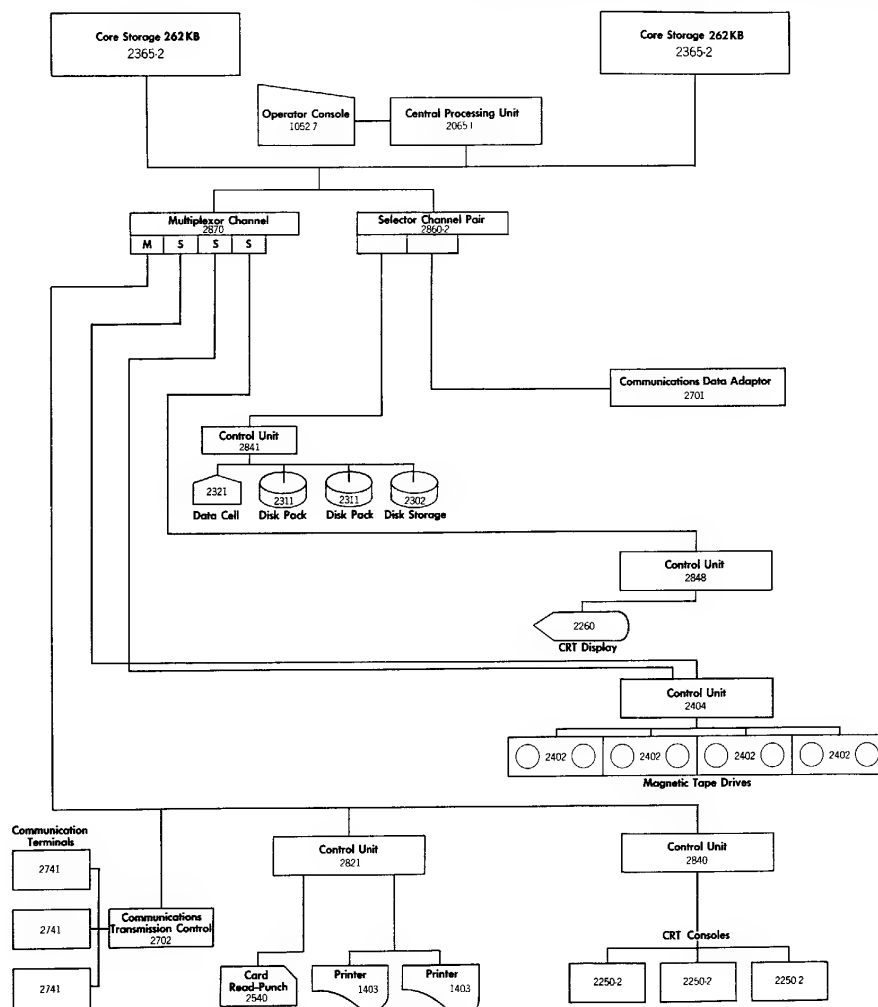 Core Storage 262KB
2365-2
Core Storage 262KB
2365-2
Operator Console
1052 7
Central Processing Unit
2065 I
Multiplexor Channel
2870
M S S S
Selector Channel Pair
2860-2
Communications Data Adaptor
2701
Control Unit
2841
2321
2311
2311
2302
Data Cell
Disk Pack
Disk Pack
Disk Storage
Control Unit
2848
2260
CRT Display
Control Unit
2404
2402
2402
2402
2402
Magnetic Tape Drives
Communication
Terminals
2741
2741
2741
Communications
Transmission Control
2702
Control Unit
2821
Card
Read-Punch
2540
Printer
1403
Printer
1403
Control Unit
2840
CRT Consoles
2250-2
2250-2
2250 2